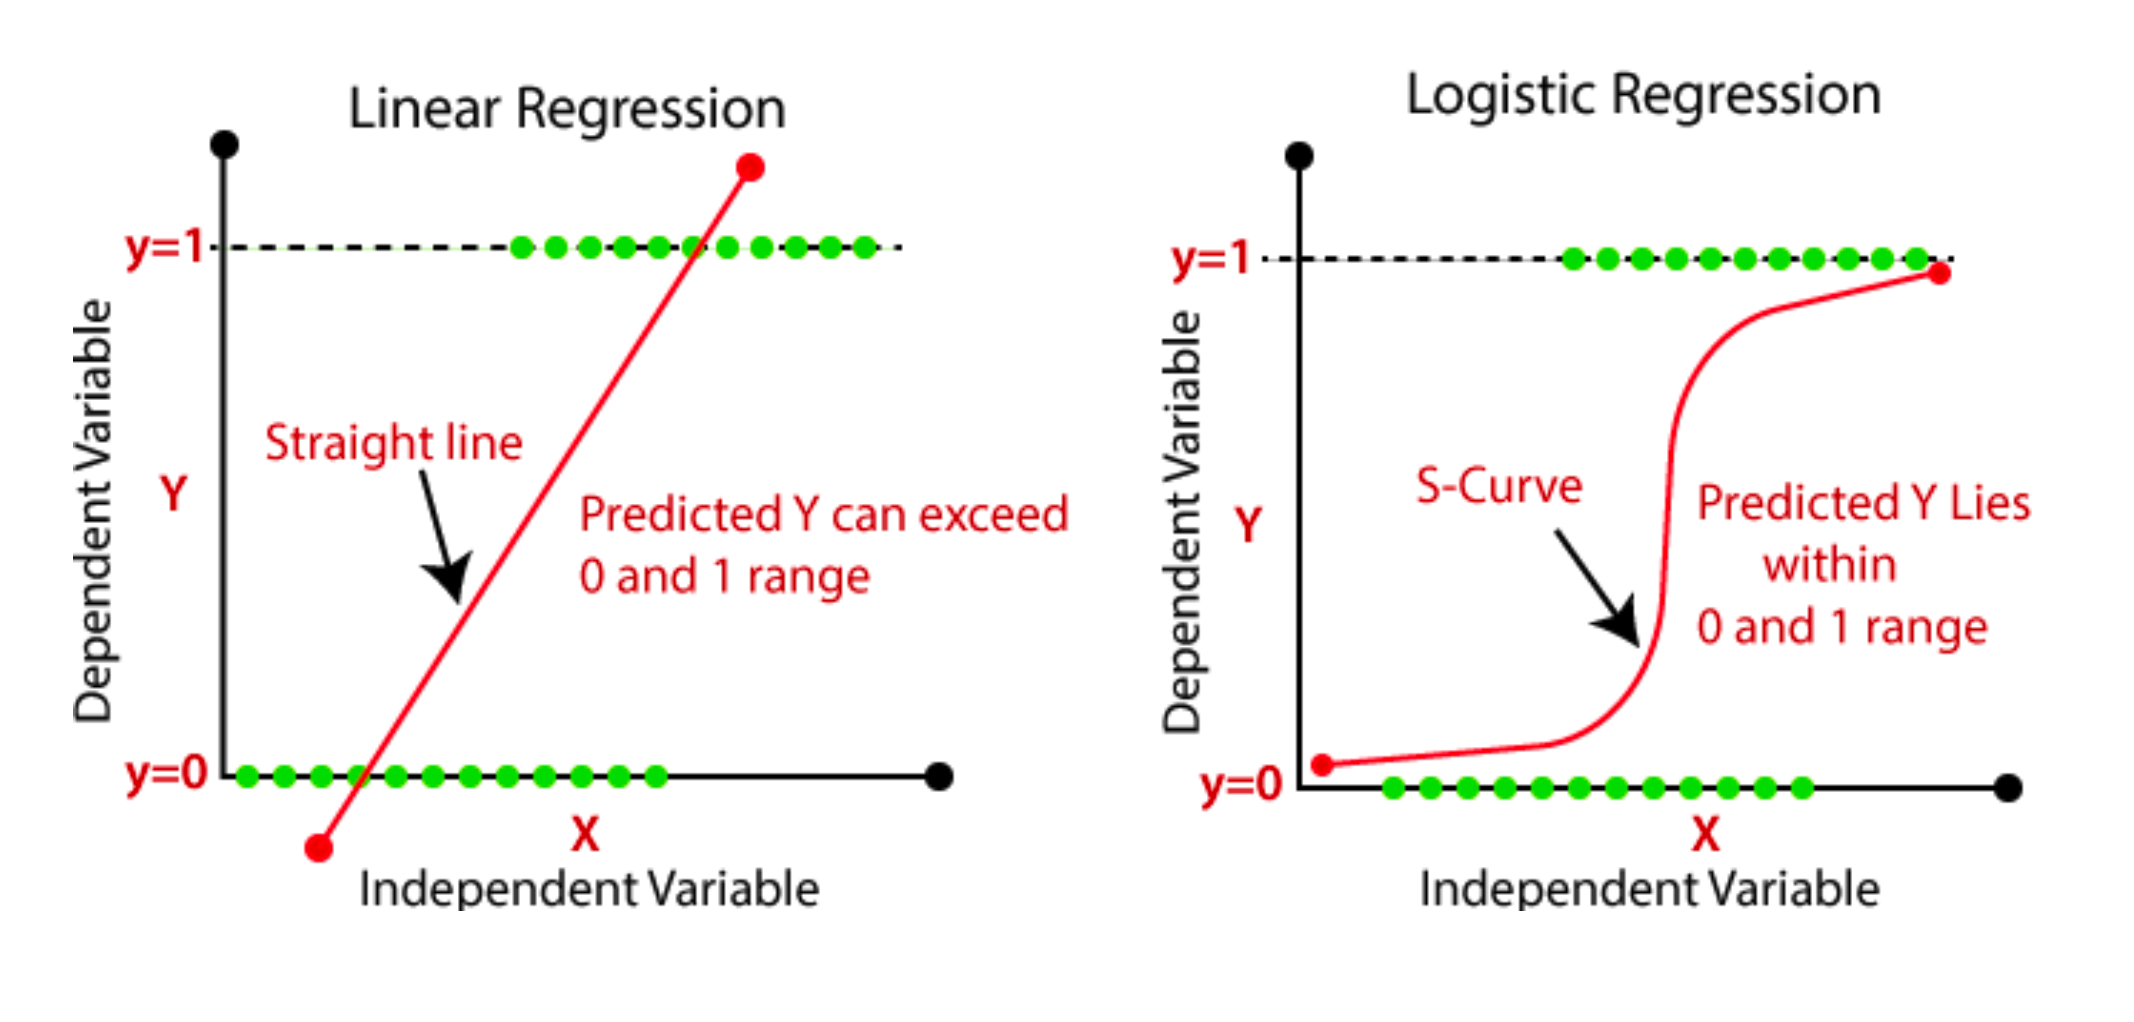 Linear Regression
y=1
Dependent Variable
Y
Straight line
Predicted Y can exceed
0 and 1 range
y=0
X
Independent Variable
Logistic Regression
y=1
Dependent Variable
Y
S-Curve
Predicted Y Lies
within
0 and 1 range
y=0
X
Independent Variable